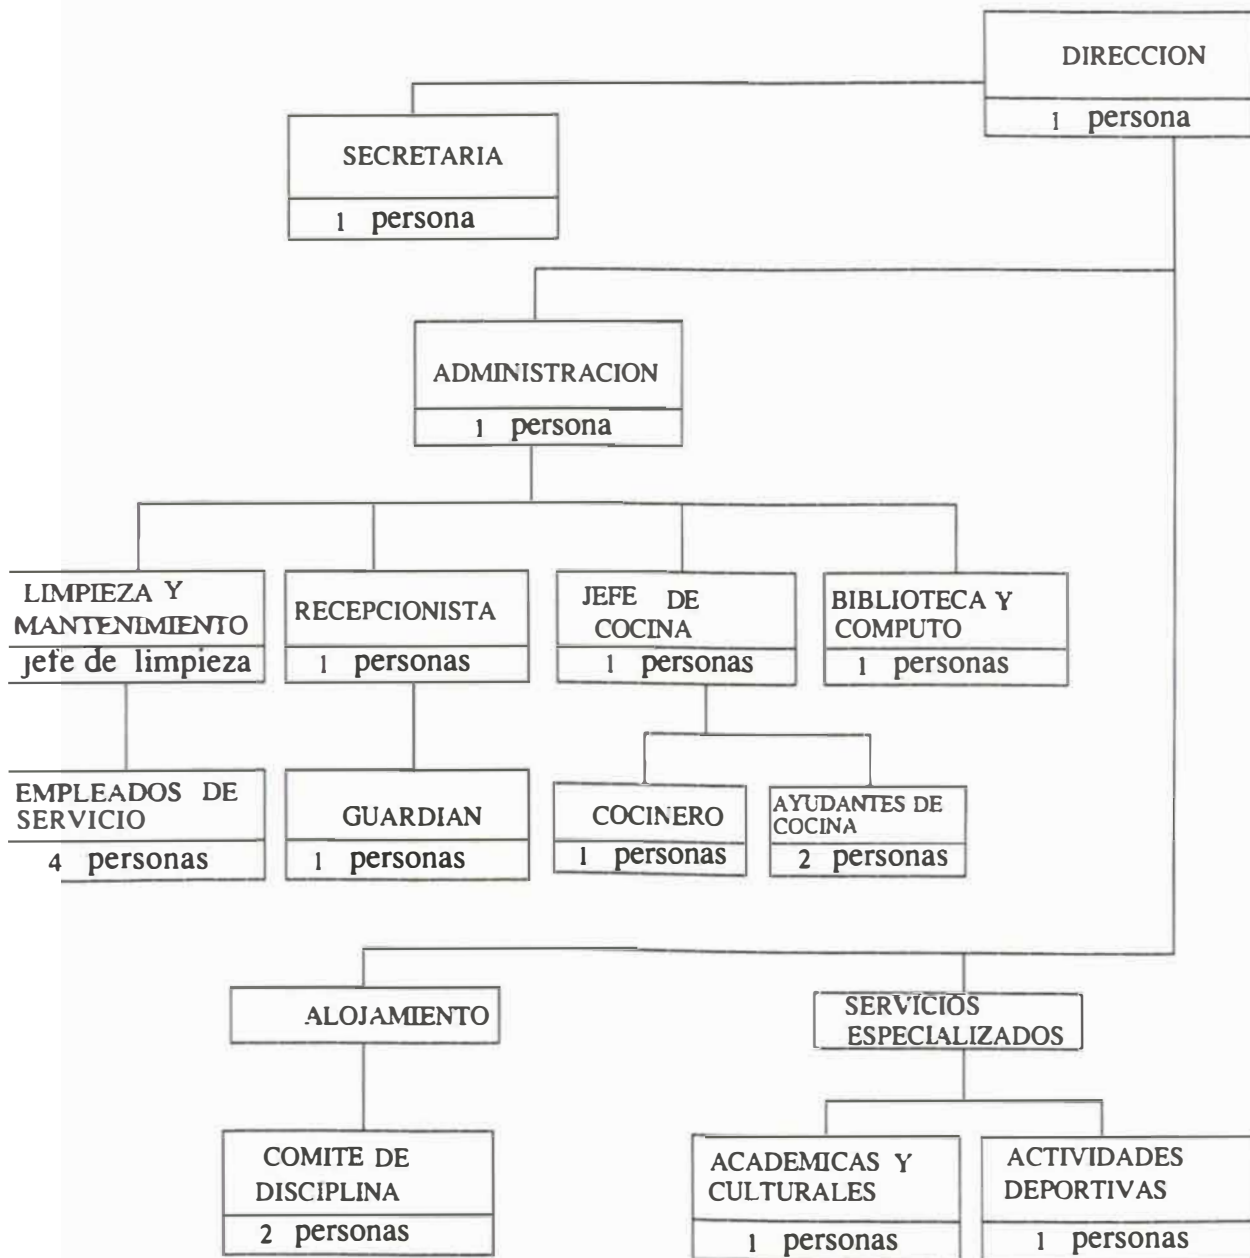 DIRECCION
1 persona
SECRETARIA
1 persona
ADMINISTRACION
1 persona
LIMPIEZA Y
MANTENIMIENTO
jefe de limpieza
RECEPCIONISTA
1 personas
JEFE DE
COCINA
1 personas
BIBLIOTECA Y
COMPUTO
1 personas
EMPLEADOS DE
SERVICIO
4 personas
GUARDIAN
1 personas
COCINERO
1 personas
AYUDANTES DE
COCINA
2 personas
ALOJAMIENTO
SERVICIOS
ESPECIALIZADOS
COMITE DE
DISCIPLINA
2 personas
ACADEMICAS Y
CULTURALES
1 personas
ACTIVIDADES
DEPORTIVAS
1 personas